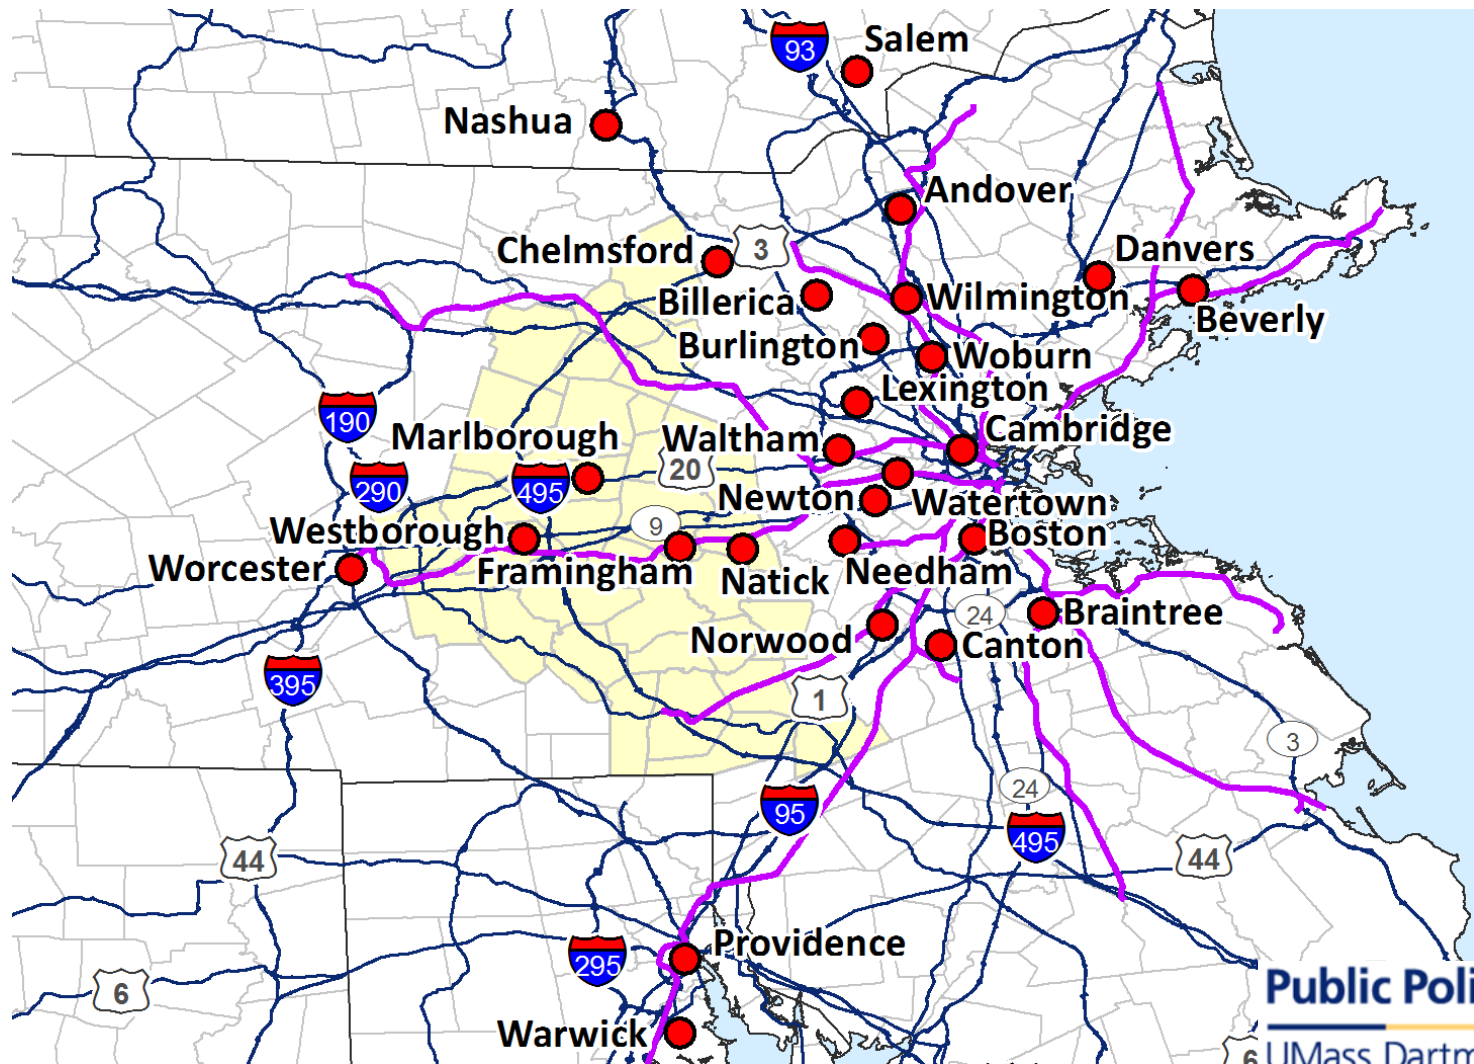 93
Salem
Nashua
Andover
Chelmsford
3
Danvers
Billerica
Wilmington
Beverly
Burlington
Woburn
Lexington
190
Marlborough
Waltham
Cambridge
20
290
495
Newton
Watertown
9
Westborough
Boston
Worcester
Framingham
Natick
Needham
24
Braintree
Norwood
Canton
395
1
3
24
95
495
44
44
Providence
295
6
Public Poli
Warwick
UMass Dartm
6